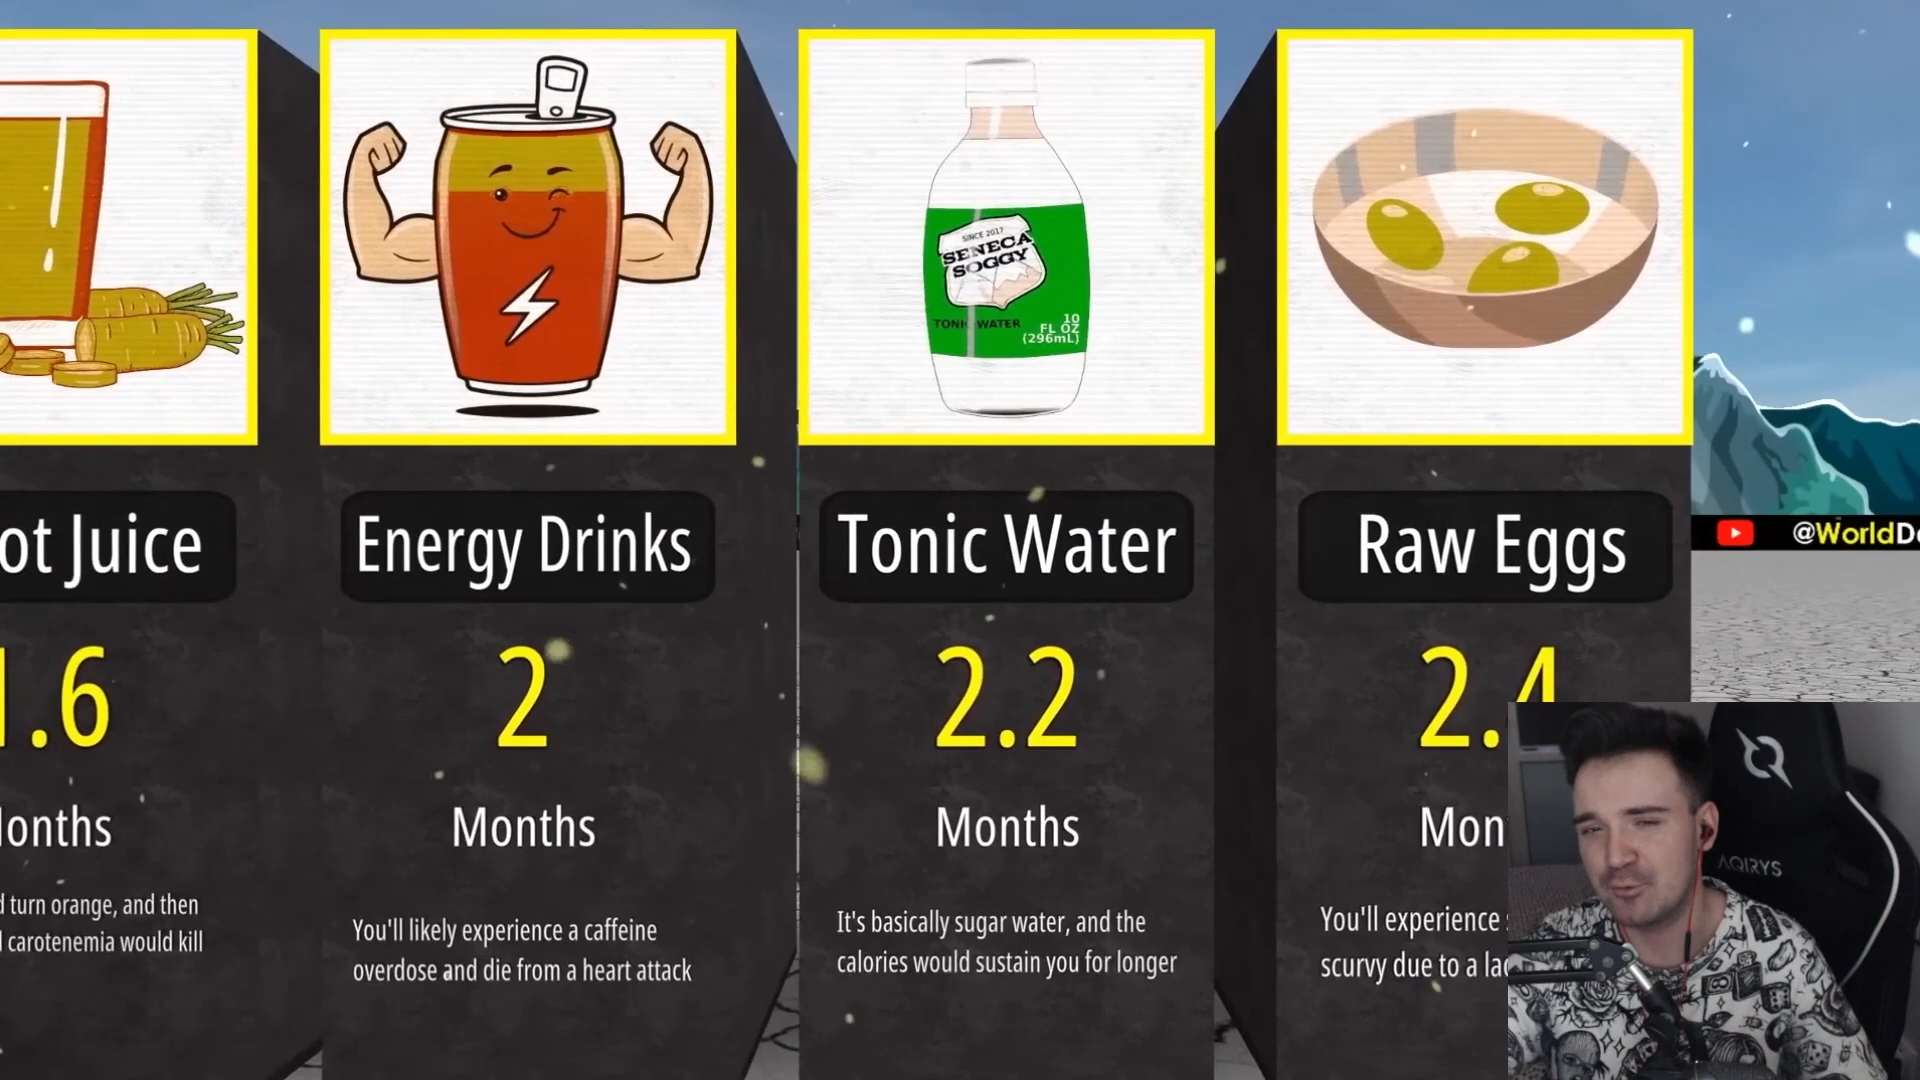 SINCE 2017
SENECA
SOGGY
TONIC WATER
10
FL OZ
(296mL)
ot Juice
1.6
onths
d turn orange, and then
l carotenemia would kill
Energy Drinks
2
Months
You'll likely experience a caffeine
overdose and die from a heart attack
Tonic Water
2.2
Months
It's basically sugar water, and the
calories would sustain you for longer
Raw Eggs
2.4
Mon
You'll experience
scurvy due to a la
@WorldD
AQIRYS